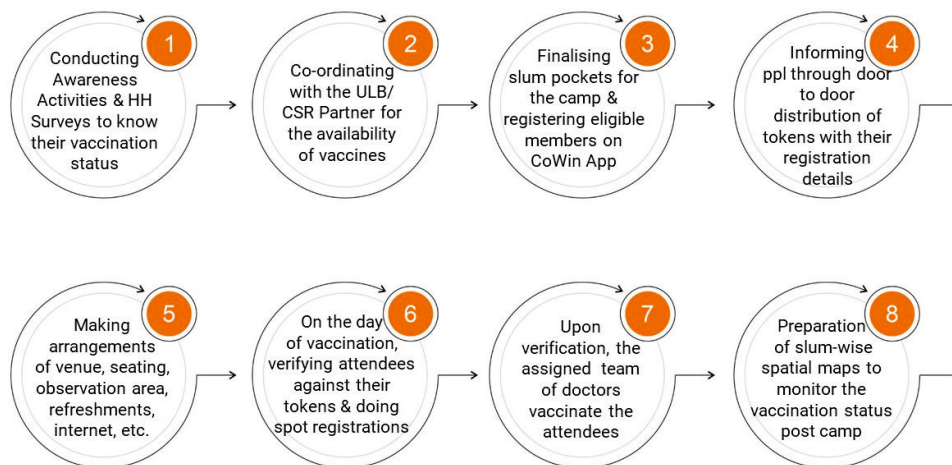 1
Conducting
Awareness
Activities & HH
Surveys to know
their vaccination
status
2
Co-ordinating
with the ULB/
CSR Partner for
the availability
of vaccines
3
Finalising
slum pockets for
the camp &
registering eligible
members on
CoWin App
4
Informing
ppl through door
to door
distribution of
tokens with their
registration
details
5
Making
arrangements
of venue, seating,
observation area,
refreshments,
internet, etc.
6
On the day
of vaccination,
verifying attendees
against their
tokens & doing
spot registrations
7
Upon
verification, the
assigned team
of doctors
vaccinate the
attendees
8
Preparation
of slum-wise
spatial maps to
monitor the
vaccination status
post camp